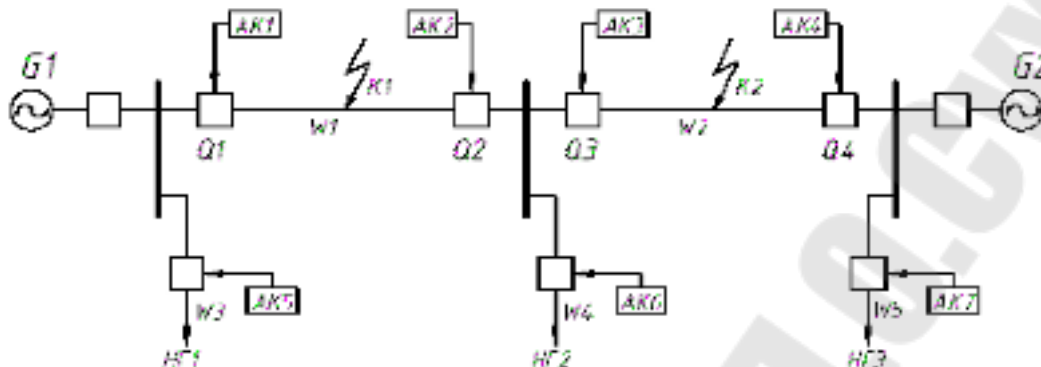 AK1 AK2 AK3 AK4
G1 G2
K1 K2
W1 W2
Q1 Q2 Q3 Q4
AK5 AK6 AK7
W3 W4 W5
НГ1 НГ2 НГ3